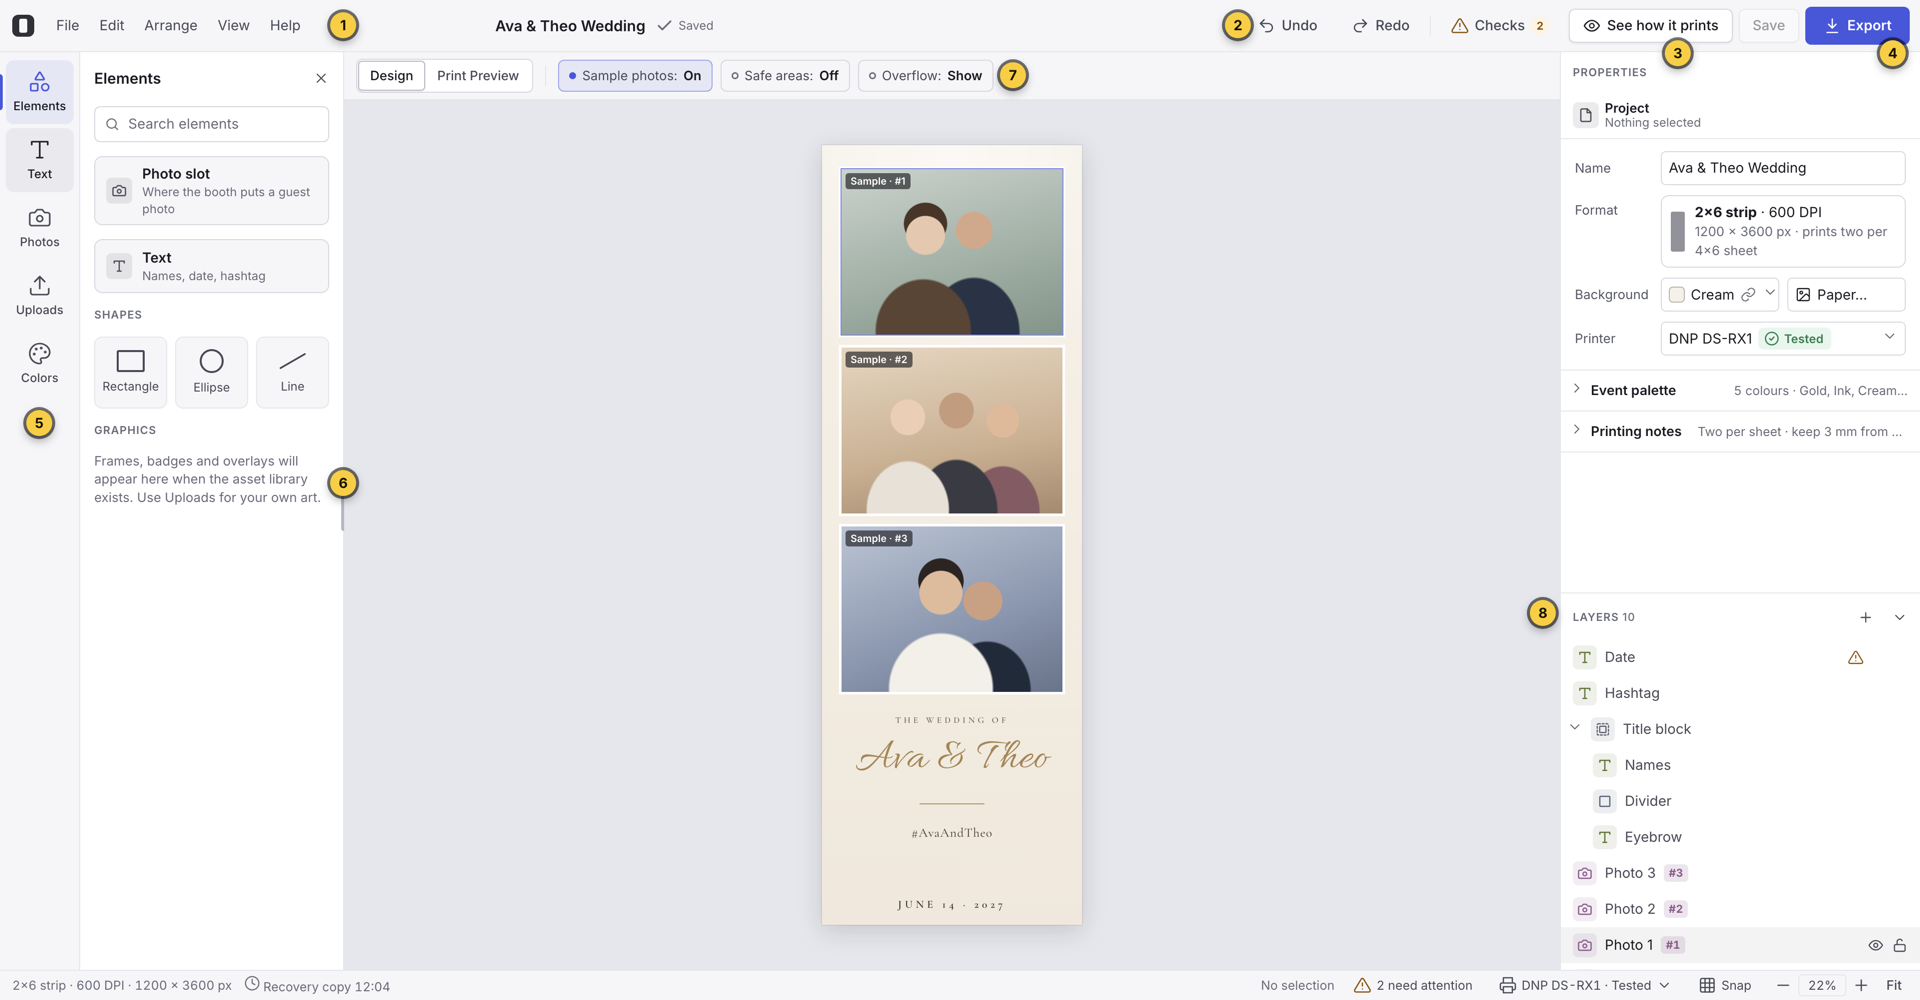 File Edit Arrange View Help 1
Ava & Theo Wedding Saved
2 Undo Redo Checks 2 See how it prints Save Export
3 4
Elements
Text
Photos
Uploads
Colors
5
Elements
Search elements
Photo slot
Where the booth puts a guest
photo
Text
Names, date, hashtag
SHAPES
Rectangle Ellipse Line
GRAPHICS
Frames, badges and overlays will
appear here when the asset library
exists. Use Uploads for your own art.
6
Design Print Preview Sample photos: On Safe areas: Off Overflow: Show 7
Sample · #1
Sample · #2
Sample · #3
THE WEDDING OF
Ava & Theo
#AvaAndTheo
JUNE 14 · 2027
PROPERTIES
Project
Nothing selected
Name Ava & Theo Wedding
Format 2×6 strip · 600 DPI
1200 × 3600 px · prints two per
4×6 sheet
Background Cream Paper...
Printer DNP DS-RX1 Tested
Event palette 5 colours · Gold, Ink, Cream...
Printing notes Two per sheet · keep 3 mm from ...
8
LAYERS 10
Date
Hashtag
Title block
Names
Divider
Eyebrow
Photo 3 #3
Photo 2 #2
Photo 1 #1
2×6 strip · 600 DPI · 1200 × 3600 px Recovery copy 12:04
No selection 2 need attention DNP DS-RX1 · Tested Snap 22% Fit